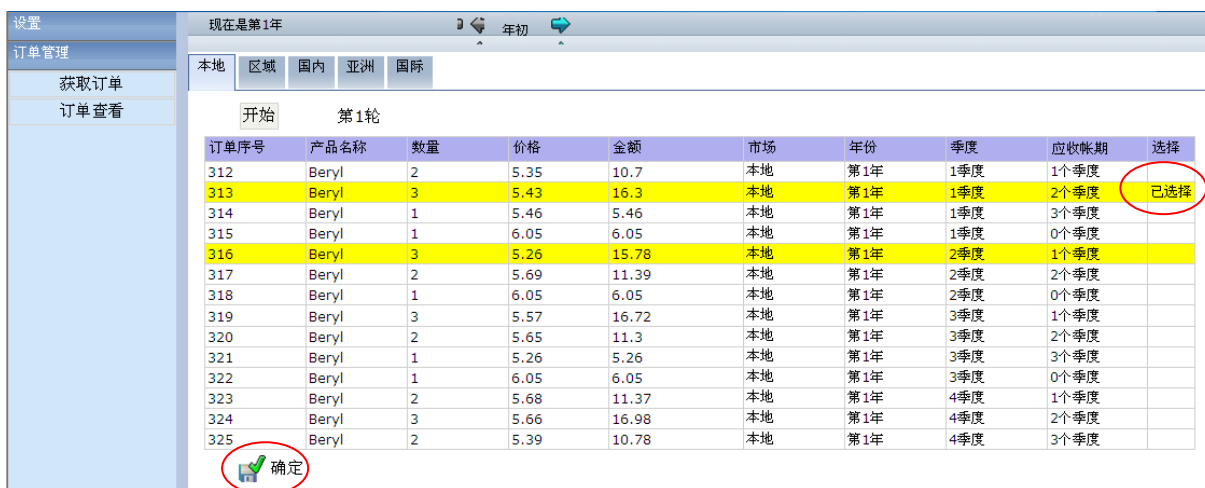 设置 现在是第1年 年初
订单管理
本地 区域 国内 亚洲 国际
获取订单
订单查看
开始 第1轮
订单序号 产品名称 数量 价格 金额 市场 年份 季度 应收帐期 选择
312 Beryl 2 5.35 10.7 本地 第1年 1季度 1个季度
313 Beryl 3 5.43 16.3 本地 第1年 1季度 2个季度 已选择
314 Beryl 1 5.46 5.46 本地 第1年 1季度 3个季度
315 Beryl 1 6.05 6.05 本地 第1年 1季度 0个季度
316 Beryl 3 5.26 15.78 本地 第1年 2季度 1个季度
317 Beryl 2 5.69 11.39 本地 第1年 2季度 2个季度
318 Beryl 1 6.05 6.05 本地 第1年 2季度 0个季度
319 Beryl 3 5.57 16.72 本地 第1年 3季度 1个季度
320 Beryl 2 5.65 11.3 本地 第1年 3季度 2个季度
321 Beryl 1 5.26 5.26 本地 第1年 3季度 3个季度
322 Beryl 1 6.05 6.05 本地 第1年 3季度 0个季度
323 Beryl 2 5.68 11.37 本地 第1年 4季度 1个季度
324 Beryl 3 5.66 16.98 本地 第1年 4季度 2个季度
325 Beryl 2 5.39 10.78 本地 第1年 4季度 3个季度
确定